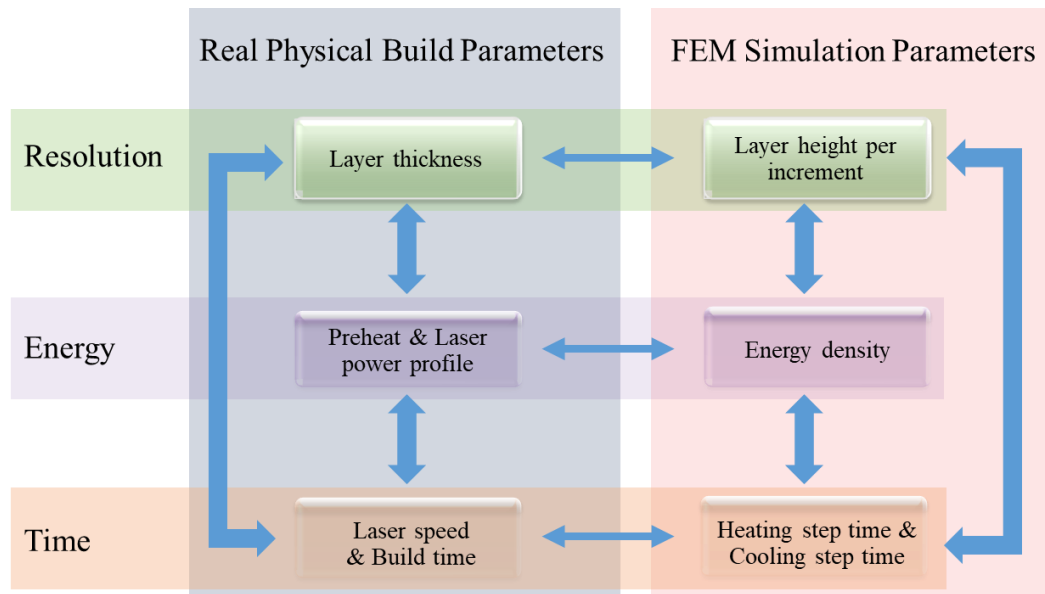 Real Physical Build Parameters
FEM Simulation Parameters
Resolution
Layer thickness
Layer height per
increment
Energy
Preheat & Laser
power profile
Energy density
Time
Laser speed
& Build time
Heating step time &
Cooling step time